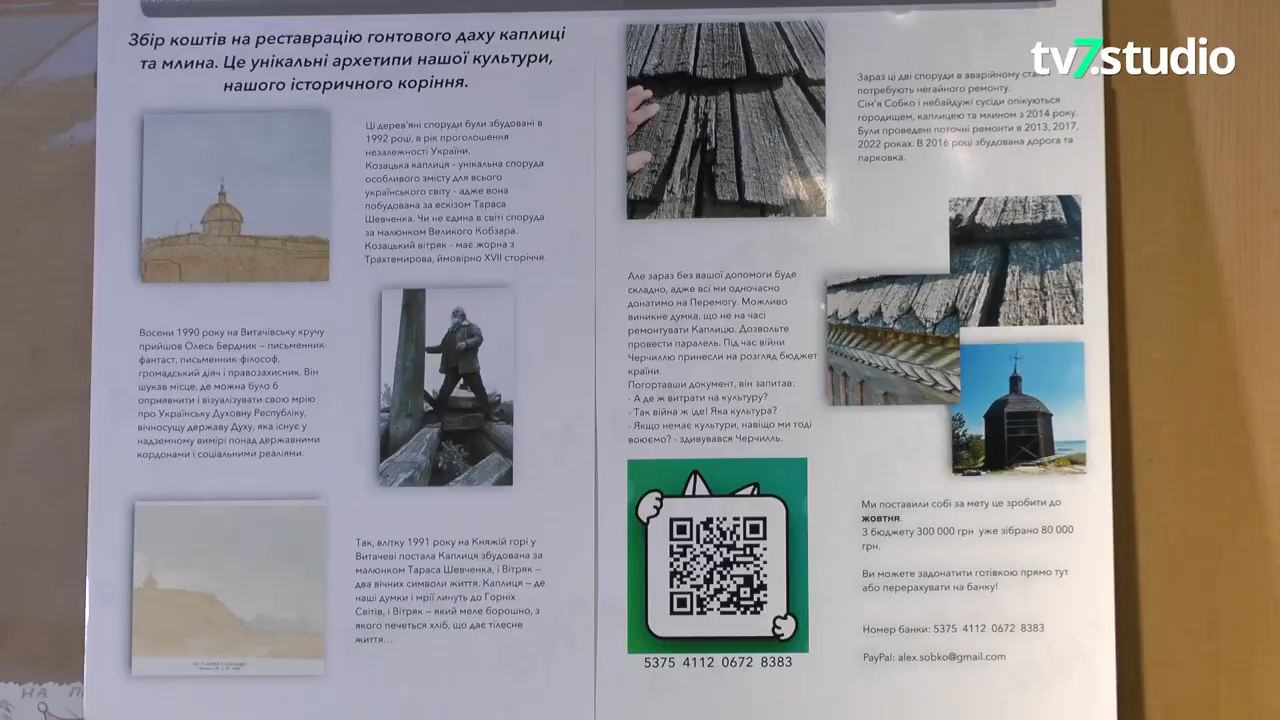 tv7.studio
Збір коштів на реставрацію гонтового даху каплиці
та млина. Це унікальні архетипи нашої культури,
нашого історичного коріння.
Ці дерев'яні споруди були збудовані в
1992 році, в рік проголошення
незалежності України.
Козацька каплиця - унікальна споруда
особливого змісту для всього
українського світу - адже вона
побудована за ескізом Тараса
Шевченка. Чи не єдина в світі споруда
за малюнком Великого Кобзара.
Козацький вітряк - має жорна з
Трахтемирова, ймовірно XVII сторіччя.
Восени 1990 року на Витачівську кручу
прийшов Олесь Бердник – письменник-
фантаст, письменник-філософ,
громадський діяч і правозахисник. Він
шукав місце, де можна було б
оприявнити і візуалізувати свою мрію
про Українську Духовну Республіку,
вічносущу державу Духу, яка існує у
надземному вимірі понад державними
кордонами і соціальними реаліями.
Так, влітку 1991 року на Княжій горі у
Витачеві постала Каплиця збудована за
малюнком Тараса Шевченка, і Вітряк –
два вічних символи життя. Каплиця – де
наші думки і мрії линуть до Горніх
Світів, і Вітряк – який меле борошно, з
якого печеться хліб, що дає тілесне
життя...
Зараз ці дві споруди в аварійному
потребують негайного ремонту.
Сім'я Собко і небайдужі сусіди опікуються
городищем, каплицею та млином з 2014 року.
Були проведені поточні ремонти в 2013, 2017,
2022 роках. В 2016 році збудована дорога та
парковка.
Але зараз без вашої допомоги буде
складно, адже всі ми одночасно
донатимо на Перемогу. Можливо
виникне думка, що не на часі
ремонтувати Каплицю. Дозвольте
провести паралель. Під час війни
Черчиллю принесли на розгляд бюджет
країни.
Погортавши документ, він запитав:
- А де ж витрати на культуру?
- Так війна ж іде! Яка культура?
- Якщо немає культури, навіщо ми тоді
воюємо? - здивувався Черчилль.
5375 4112 0672 8383
Ми поставили собі за мету це зробити до
жовтня.
З бюджету 300 000 грн уже зібрано 80 000
грн.
Ви можете задонатити готівкою прямо тут
або перерахувати на банку!
Номер банки: 5375 4112 0672 8383
PayPal: alex.sobko@gmail.com
НА П